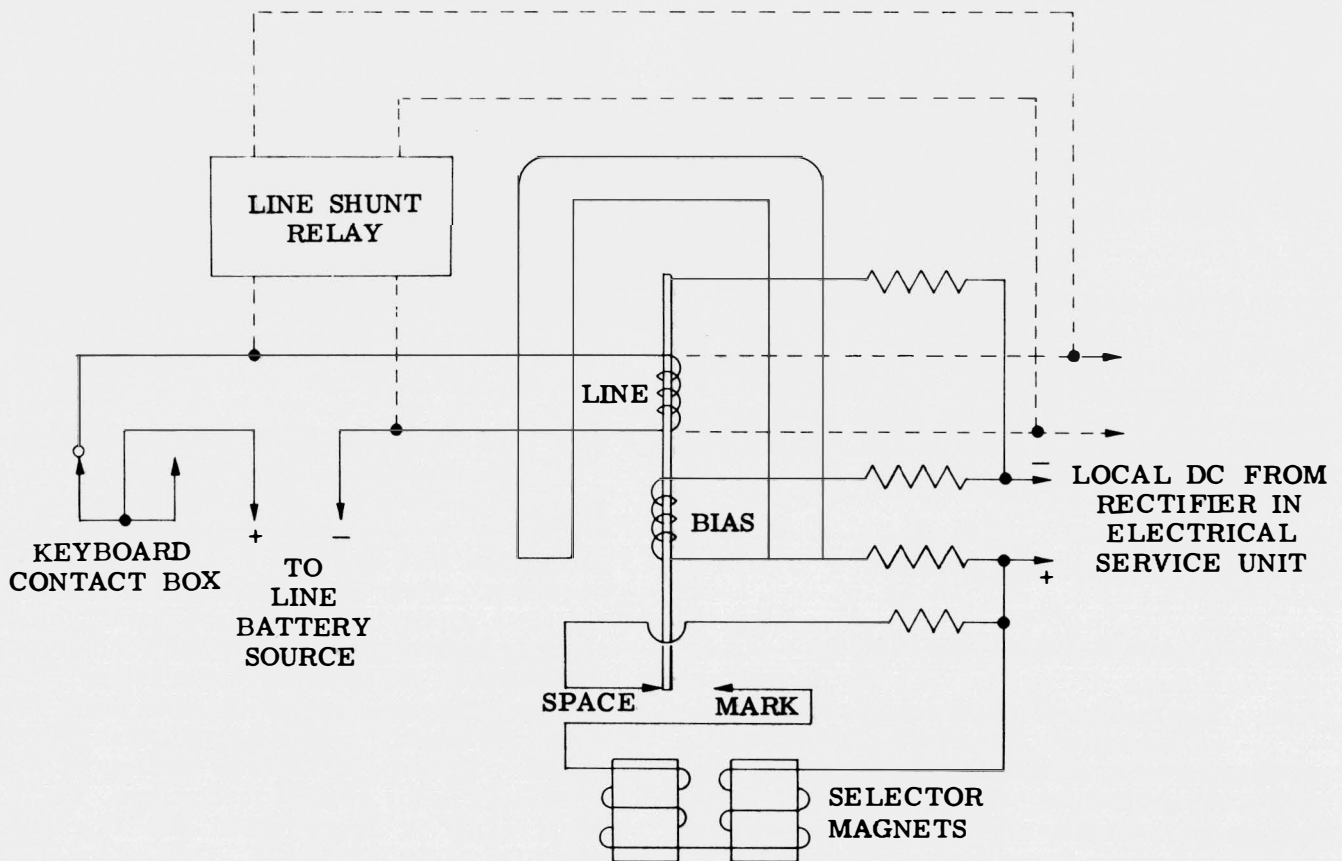 LINE SHUNT
RELAY
LINE
BIAS
KEYBOARD
CONTACT BOX
+
−
TO
LINE
BATTERY
SOURCE
−
LOCAL DC FROM
RECTIFIER IN
ELECTRICAL
SERVICE UNIT
+
SPACE
MARK
SELECTOR
MAGNETS